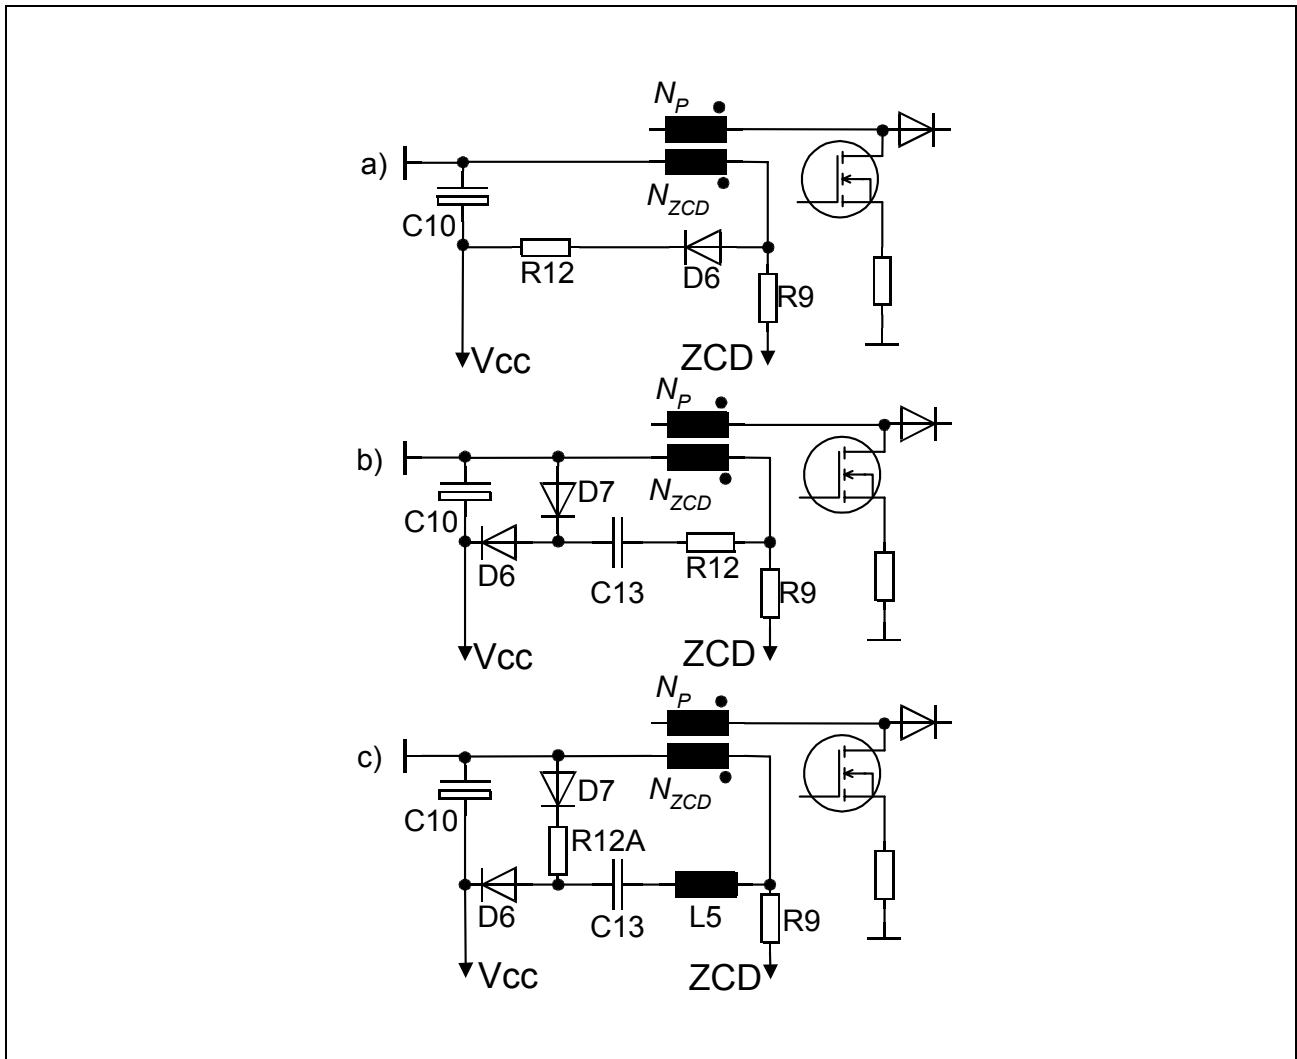 N_P
a)
N_ZCD
C10
R12
D6
R9
Vcc
ZCD
N_P
b)
D7
N_ZCD
C10
D6
C13
R12
R9
Vcc
ZCD
N_P
c)
D7
N_ZCD
C10
R12A
D6
C13
L5
R9
Vcc
ZCD